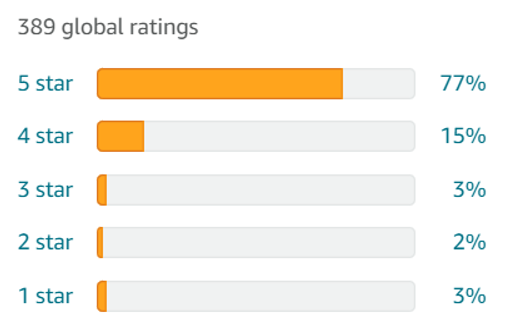 389 global ratings
5 star 77%
4 star 15%
3 star 3%
2 star 2%
1 star 3%